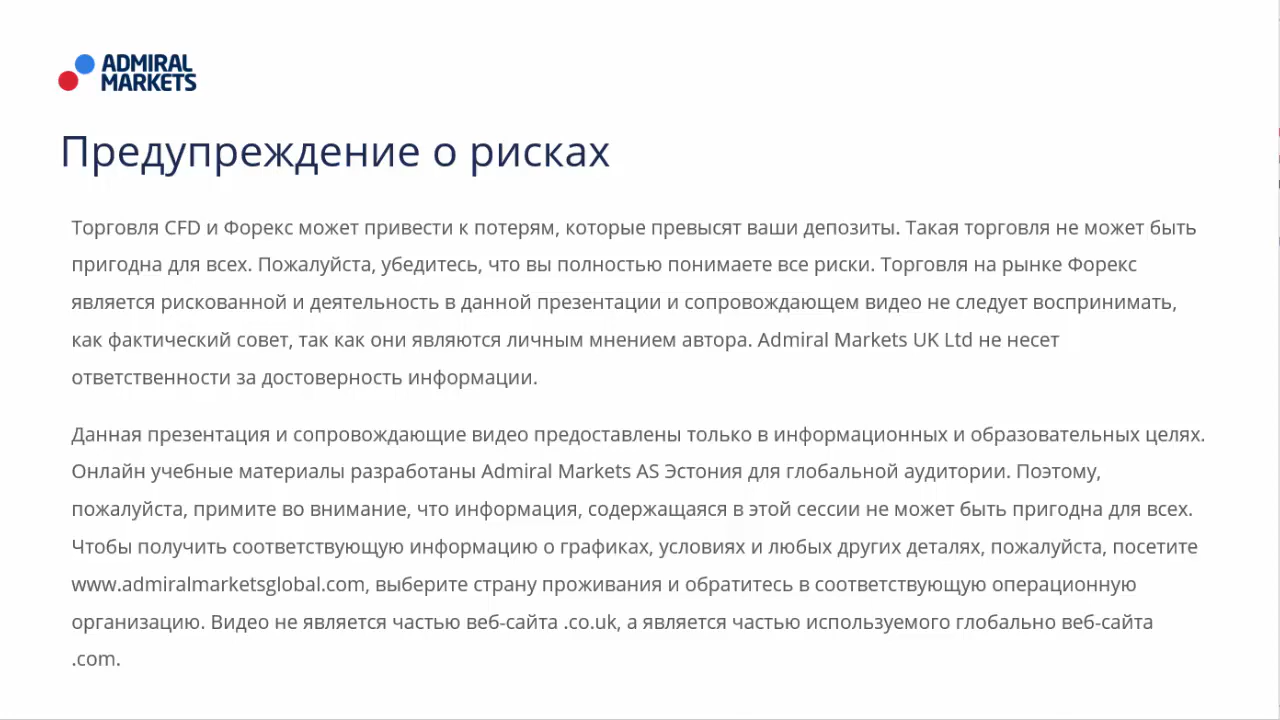 ADMIRAL
MARKETS
Предупреждение о рисках
Торговля CFD и Форекс может привести к потерям, которые превысят ваши депозиты. Такая торговля не может быть
пригодна для всех. Пожалуйста, убедитесь, что вы полностью понимаете все риски. Торговля на рынке Форекс
является рискованной и деятельность в данной презентации и сопровождающем видео не следует воспринимать,
как фактический совет, так как они являются личным мнением автора. Admiral Markets UK Ltd не несет
ответственности за достоверность информации.
Данная презентация и сопровождающие видео предоставлены только в информационных и образовательных целях.
Онлайн учебные материалы разработаны Admiral Markets AS Эстония для глобальной аудитории. Поэтому,
пожалуйста, примите во внимание, что информация, содержащаяся в этой сессии не может быть пригодна для всех.
Чтобы получить соответствующую информацию о графиках, условиях и любых других деталях, пожалуйста, посетите
www.admiralmarketsglobal.com, выберите страну проживания и обратитесь в соответствующую операционную
организацию. Видео не является частью веб-сайта .co.uk, а является частью используемого глобально веб-сайта
.com.